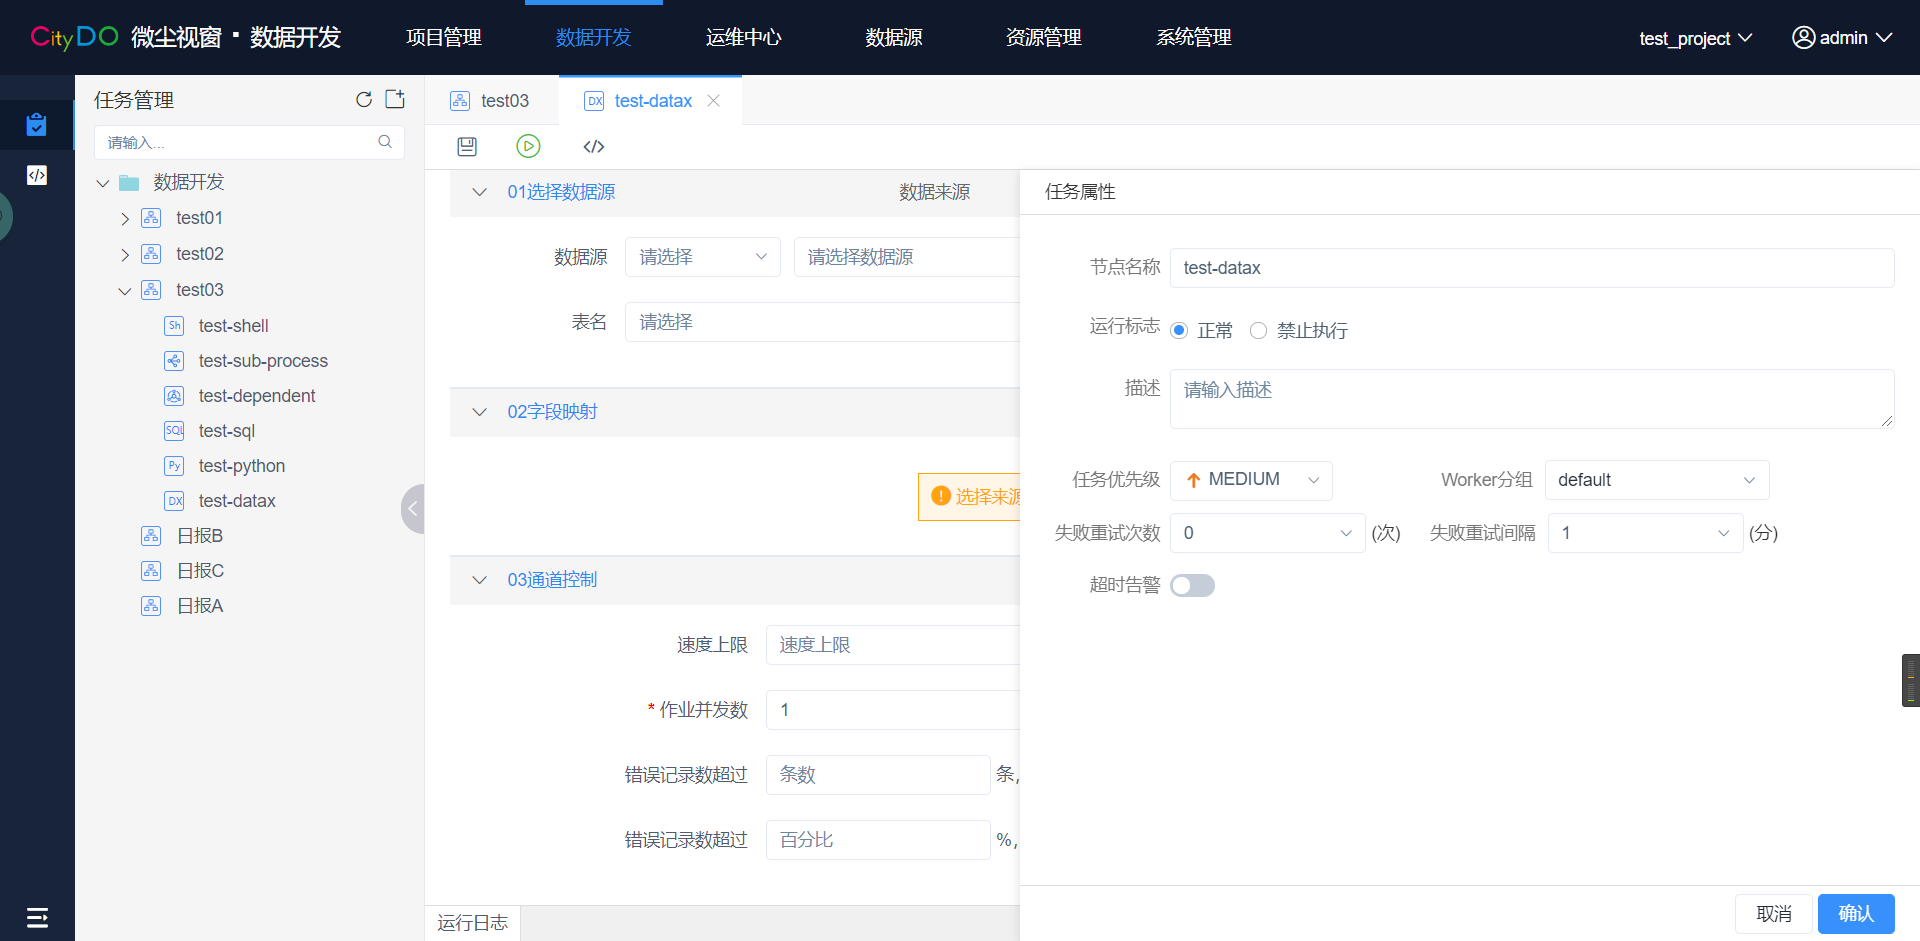 CityDO 微尘视窗 · 数据开发
项目管理
数据开发
运维中心
数据源
资源管理
系统管理
test_project
admin
任务管理
请输入...
数据开发
test01
test02
test03
Sh test-shell
test-sub-process
test-dependent
SQL test-sql
Py test-python
DX test-datax
日报B
日报C
日报A
test03
DX test-datax
01选择数据源
数据来源
数据源 请选择 请选择数据源
表名 请选择
02字段映射
选择来源
03通道控制
速度上限 速度上限
* 作业并发数 1
错误记录数超过 条数 条,
错误记录数超过 百分比 %,
运行日志
任务属性
节点名称 test-datax
运行标志 正常 禁止执行
描述 请输入描述
任务优先级 MEDIUM Worker分组 default
失败重试次数 0 (次) 失败重试间隔 1 (分)
超时告警
取消 确认